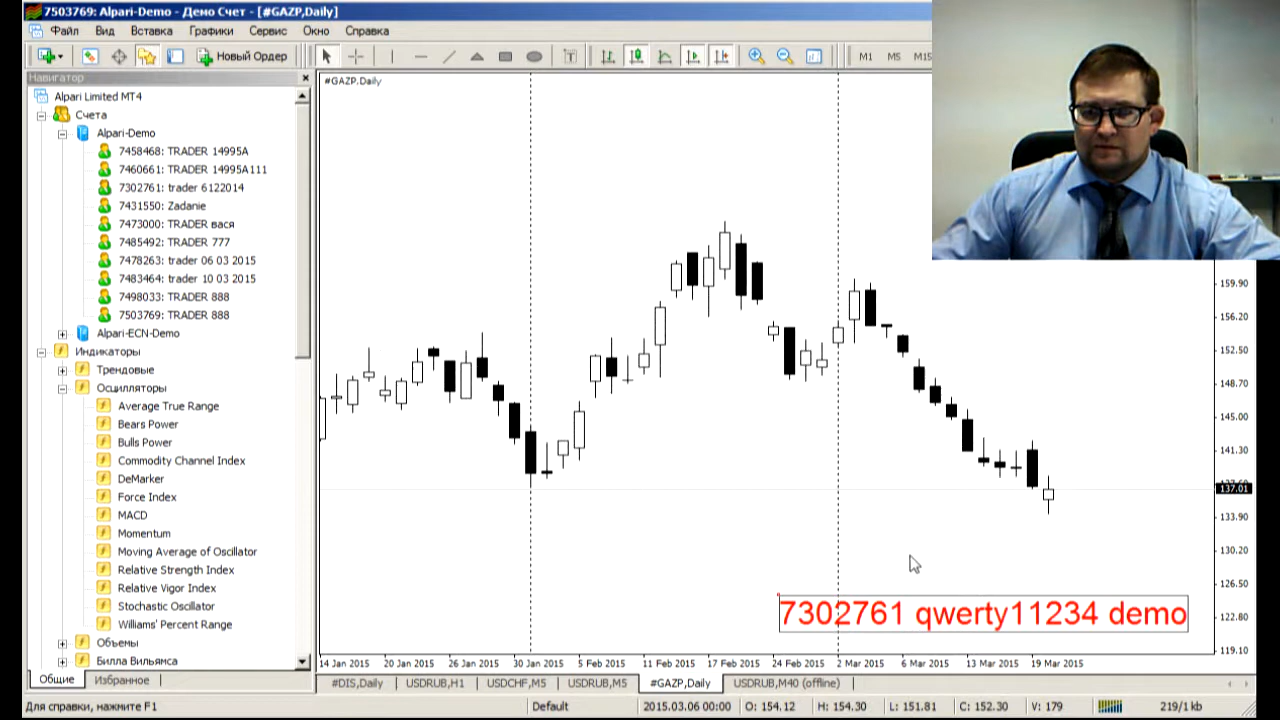 7503769: Alpari-Demo - Демо Счет - [#GAZP,Daily]
Файл Вид Вставка Графики Сервис Окно Справка
Новый Ордер M1 M5 M15
Навигатор
Alpari Limited MT4
Счета
Alpari-Demo
7458468: TRADER 14995A
7460661: TRADER 14995A111
7302761: trader 6122014
7431550: Zadanie
7473000: TRADER вася
7485492: TRADER 777
7478263: trader 06 03 2015
7483464: trader 10 03 2015
7498033: TRADER 888
7503769: TRADER 888
Alpari-ECN-Demo
Индикаторы
Трендовые
Осцилляторы
Average True Range
Bears Power
Bulls Power
Commodity Channel Index
DeMarker
Force Index
MACD
Momentum
Moving Average of Oscillator
Relative Strength Index
Relative Vigor Index
Stochastic Oscillator
Williams' Percent Range
Объемы
Билла Вильямса
Общие Избранное
#GAZP,Daily
159.90
156.20
152.50
148.70
145.00
141.30
137.01
133.90
130.20
126.50
122.80
119.10
7302761 qwerty11234 demo
14 Jan 2015 20 Jan 2015 26 Jan 2015 30 Jan 2015 5 Feb 2015 11 Feb 2015 17 Feb 2015 24 Feb 2015 2 Mar 2015 6 Mar 2015 13 Mar 2015 19 Mar 2015
#DIS,Daily USDRUB,H1 USDCHF,M5 USDRUB,M5 #GAZP,Daily USDRUB,M40 (offline)
Для справки, нажмите F1 Default 2015.03.06 00:00 O: 154.12 H: 154.30 L: 151.81 C: 152.30 V: 179 219/1 kb